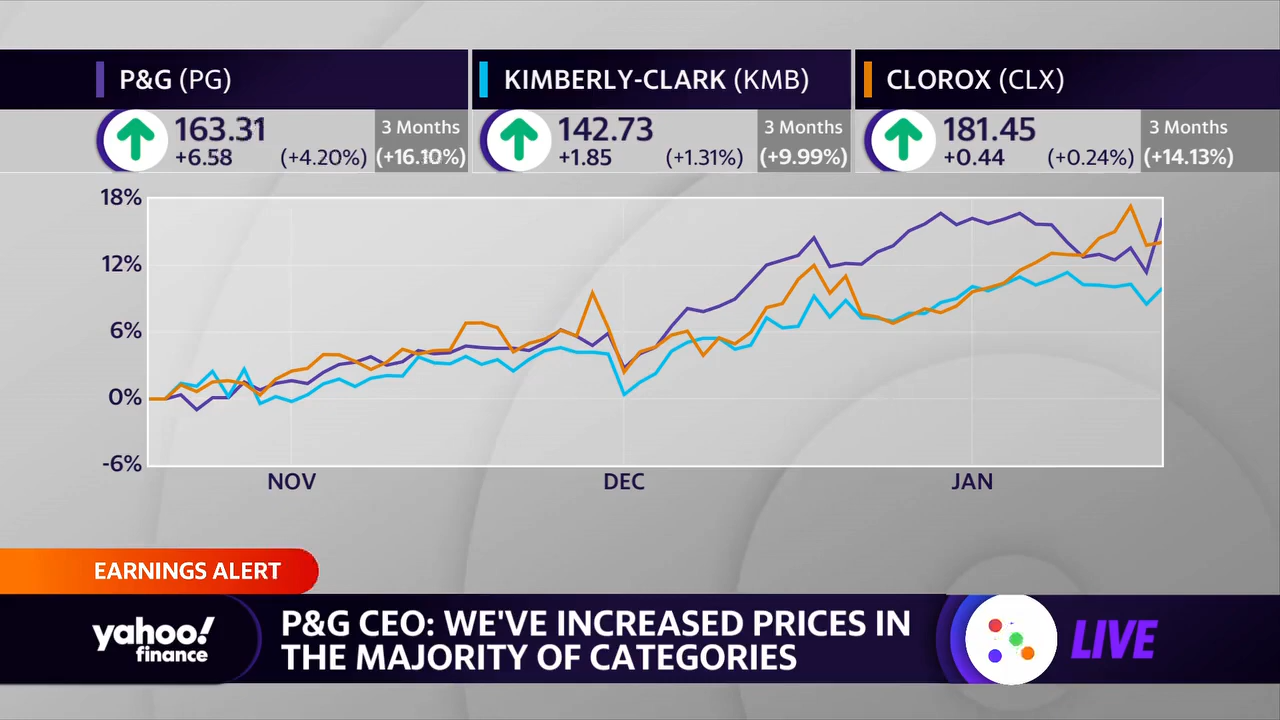 P&G (PG)
163.31
+6.58 (+4.20%)
3 Months
(+16.10%)
KIMBERLY-CLARK (KMB)
142.73
+1.85 (+1.31%)
3 Months
(+9.99%)
CLOROX (CLX)
181.45
+0.44 (+0.24%)
3 Months
(+14.13%)
18%
12%
6%
0%
-6%
NOV DEC JAN
EARNINGS ALERT
yahoo!
finance
P&G CEO: WE'VE INCREASED PRICES IN
THE MAJORITY OF CATEGORIES
LIVE